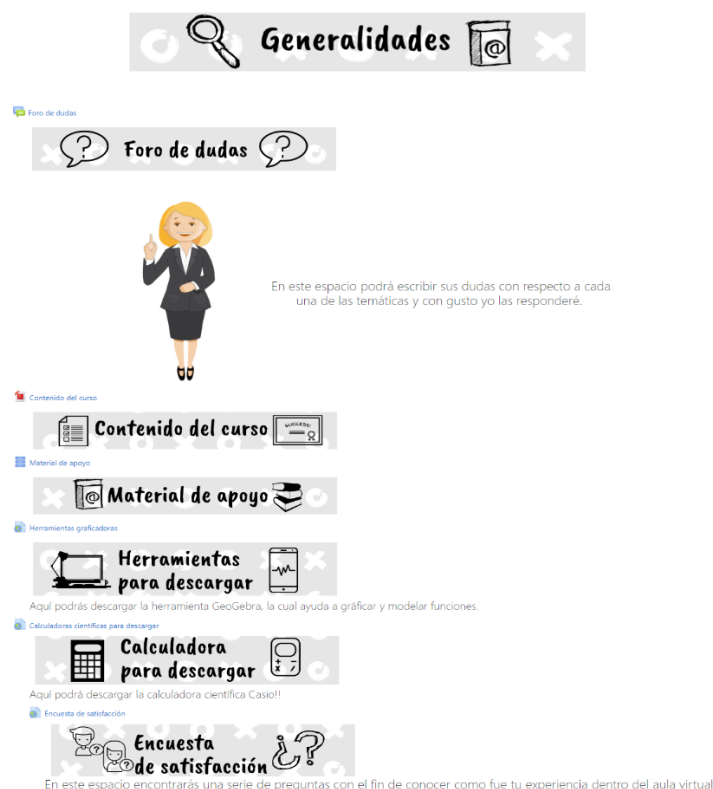 Generalidades
Foro de dudas
Foro de dudas
En este espacio podrá escribir sus dudas con respecto a cada
una de las temáticas y con gusto yo las responderé.
Contenido del curso
Contenido del curso
SUCCESS!
Material de apoyo
@ Material de apoyo
Herramientas graficadoras
Herramientas
para descargar
Aquí podrás descargar la herramienta GeoGebra, la cual ayuda a gráficar y modelar funciones.
Calculadoras científicas para descargar
Calculadora
para descargar
Aquí podrá descargar la calculadora científica Casio!!
Encuesta de satisfacción
Encuesta
de satisfacción ¿?
En este espacio encontrarás una serie de preguntas con el fin de conocer como fue tu experiencia dentro del aula virtual